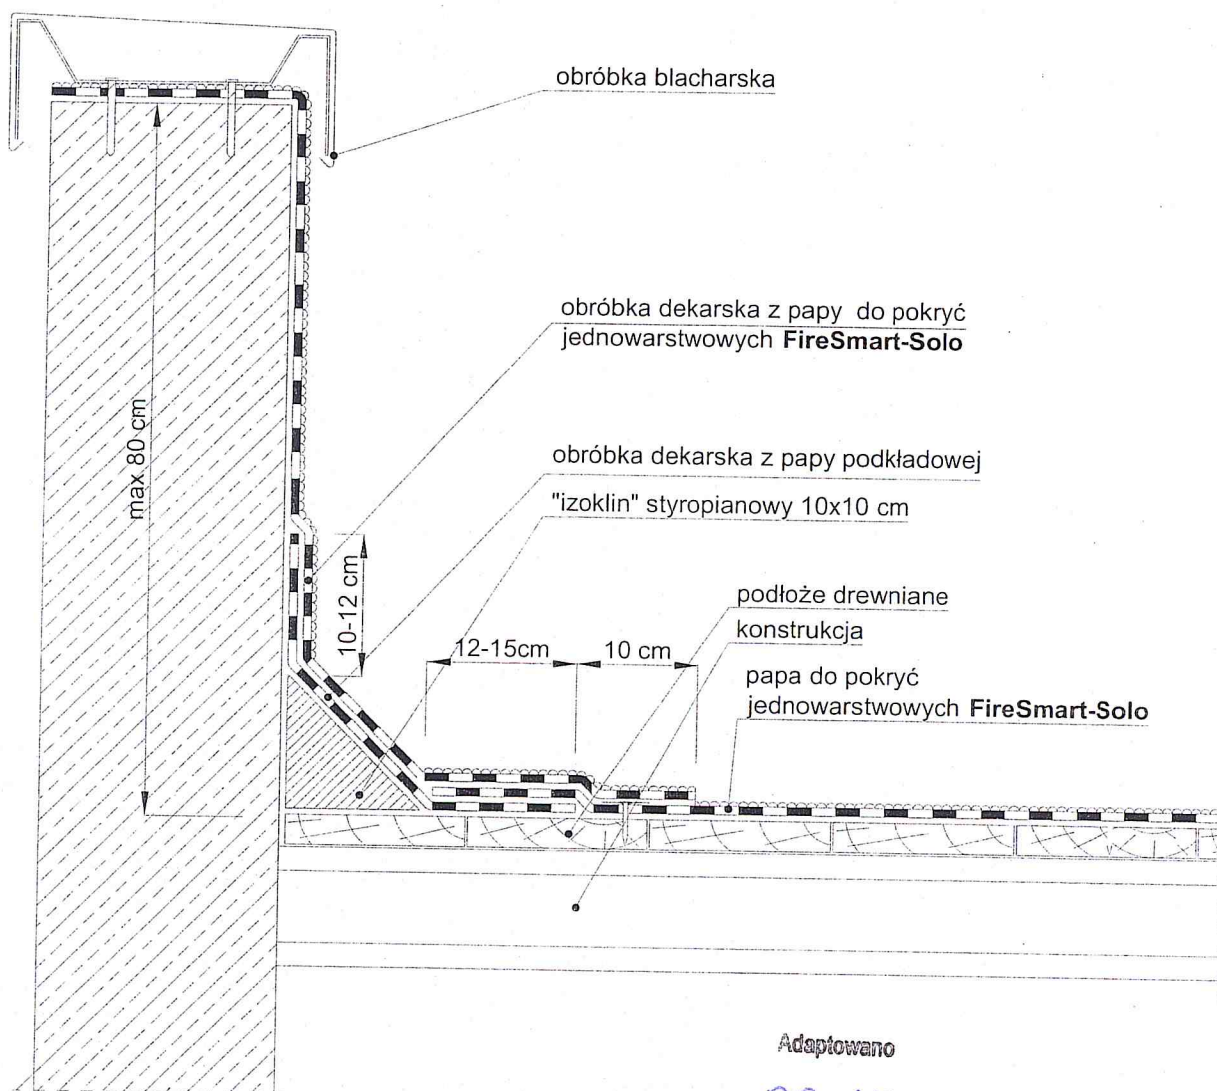 obróbka blacharska
obróbka dekarska z papy do pokryć
jednowarstwowych FireSmart-Solo
max 80 cm
obróbka dekarska z papy podkładowej
"izoklin" styropianowy 10x10 cm
10-12 cm
podłoże drewniane
konstrukcja
12-15cm
10 cm
papa do pokryć
jednowarstwowych FireSmart-Solo
Adaptowano